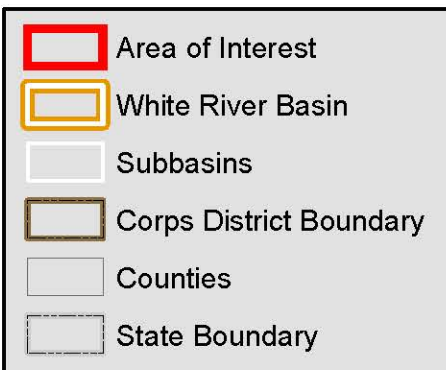 Area of Interest
White River Basin
Subbasins
Corps District Boundary
Counties
State Boundary